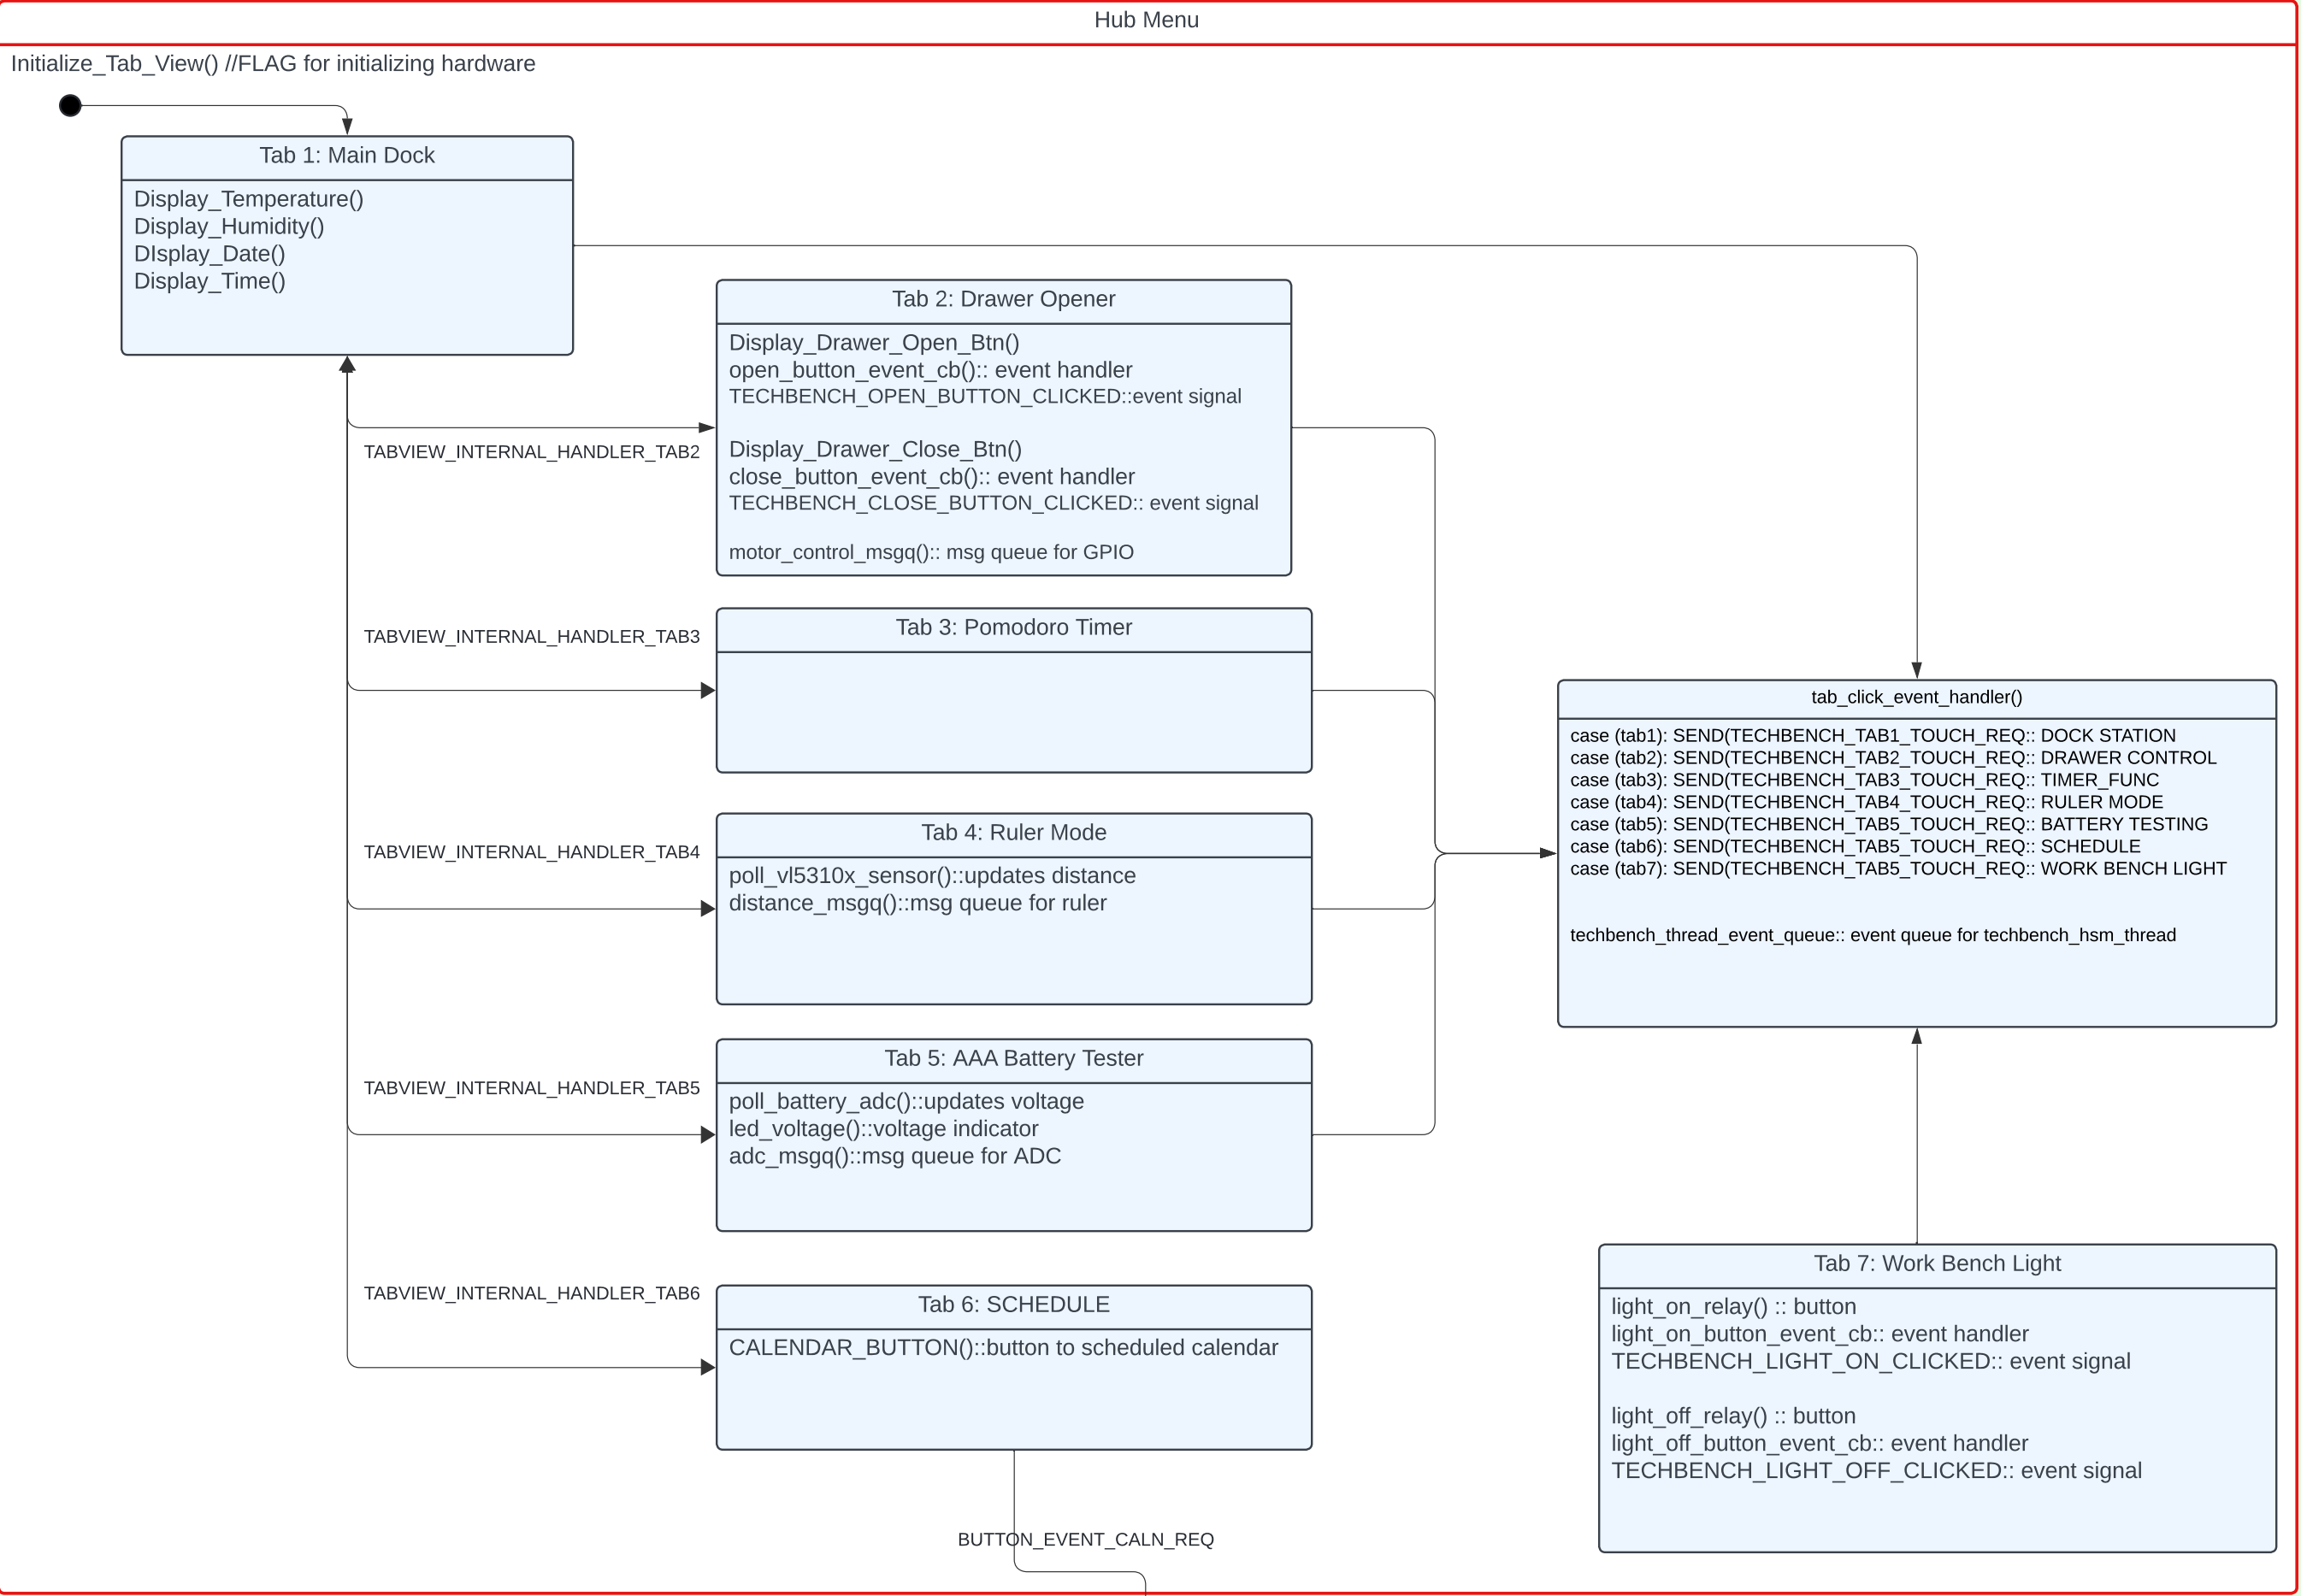 Hub Menu
Initialize_Tab_View() //FLAG for initializing hardware
Tab 1: Main Dock
Display_Temperature()
Display_Humidity()
DIsplay_Date()
Display_Time()
Tab 2: Drawer Opener
Display_Drawer_Open_Btn()
open_button_event_cb():: event handler
TECHBENCH_OPEN_BUTTON_CLICKED::event signal
Display_Drawer_Close_Btn()
close_button_event_cb():: event handler
TECHBENCH_CLOSE_BUTTON_CLICKED:: event signal
motor_control_msgq():: msg queue for GPIO
TABVIEW_INTERNAL_HANDLER_TAB2
TABVIEW_INTERNAL_HANDLER_TAB3
Tab 3: Pomodoro Timer
TABVIEW_INTERNAL_HANDLER_TAB4
Tab 4: Ruler Mode
poll_vl5310x_sensor()::updates distance
distance_msgq()::msg queue for ruler
tab_click_event_handler()
case (tab1): SEND(TECHBENCH_TAB1_TOUCH_REQ:: DOCK STATION
case (tab2): SEND(TECHBENCH_TAB2_TOUCH_REQ:: DRAWER CONTROL
case (tab3): SEND(TECHBENCH_TAB3_TOUCH_REQ:: TIMER_FUNC
case (tab4): SEND(TECHBENCH_TAB4_TOUCH_REQ:: RULER MODE
case (tab5): SEND(TECHBENCH_TAB5_TOUCH_REQ:: BATTERY TESTING
case (tab6): SEND(TECHBENCH_TAB5_TOUCH_REQ:: SCHEDULE
case (tab7): SEND(TECHBENCH_TAB5_TOUCH_REQ:: WORK BENCH LIGHT
techbench_thread_event_queue:: event queue for techbench_hsm_thread
TABVIEW_INTERNAL_HANDLER_TAB5
Tab 5: AAA Battery Tester
poll_battery_adc()::updates voltage
led_voltage()::voltage indicator
adc_msgq()::msg queue for ADC
TABVIEW_INTERNAL_HANDLER_TAB6
Tab 6: SCHEDULE
CALENDAR_BUTTON()::button to scheduled calendar
BUTTON_EVENT_CALN_REQ
Tab 7: Work Bench Light
light_on_relay() :: button
light_on_button_event_cb:: event handler
TECHBENCH_LIGHT_ON_CLICKED:: event signal
light_off_relay() :: button
light_off_button_event_cb:: event handler
TECHBENCH_LIGHT_OFF_CLICKED:: event signal